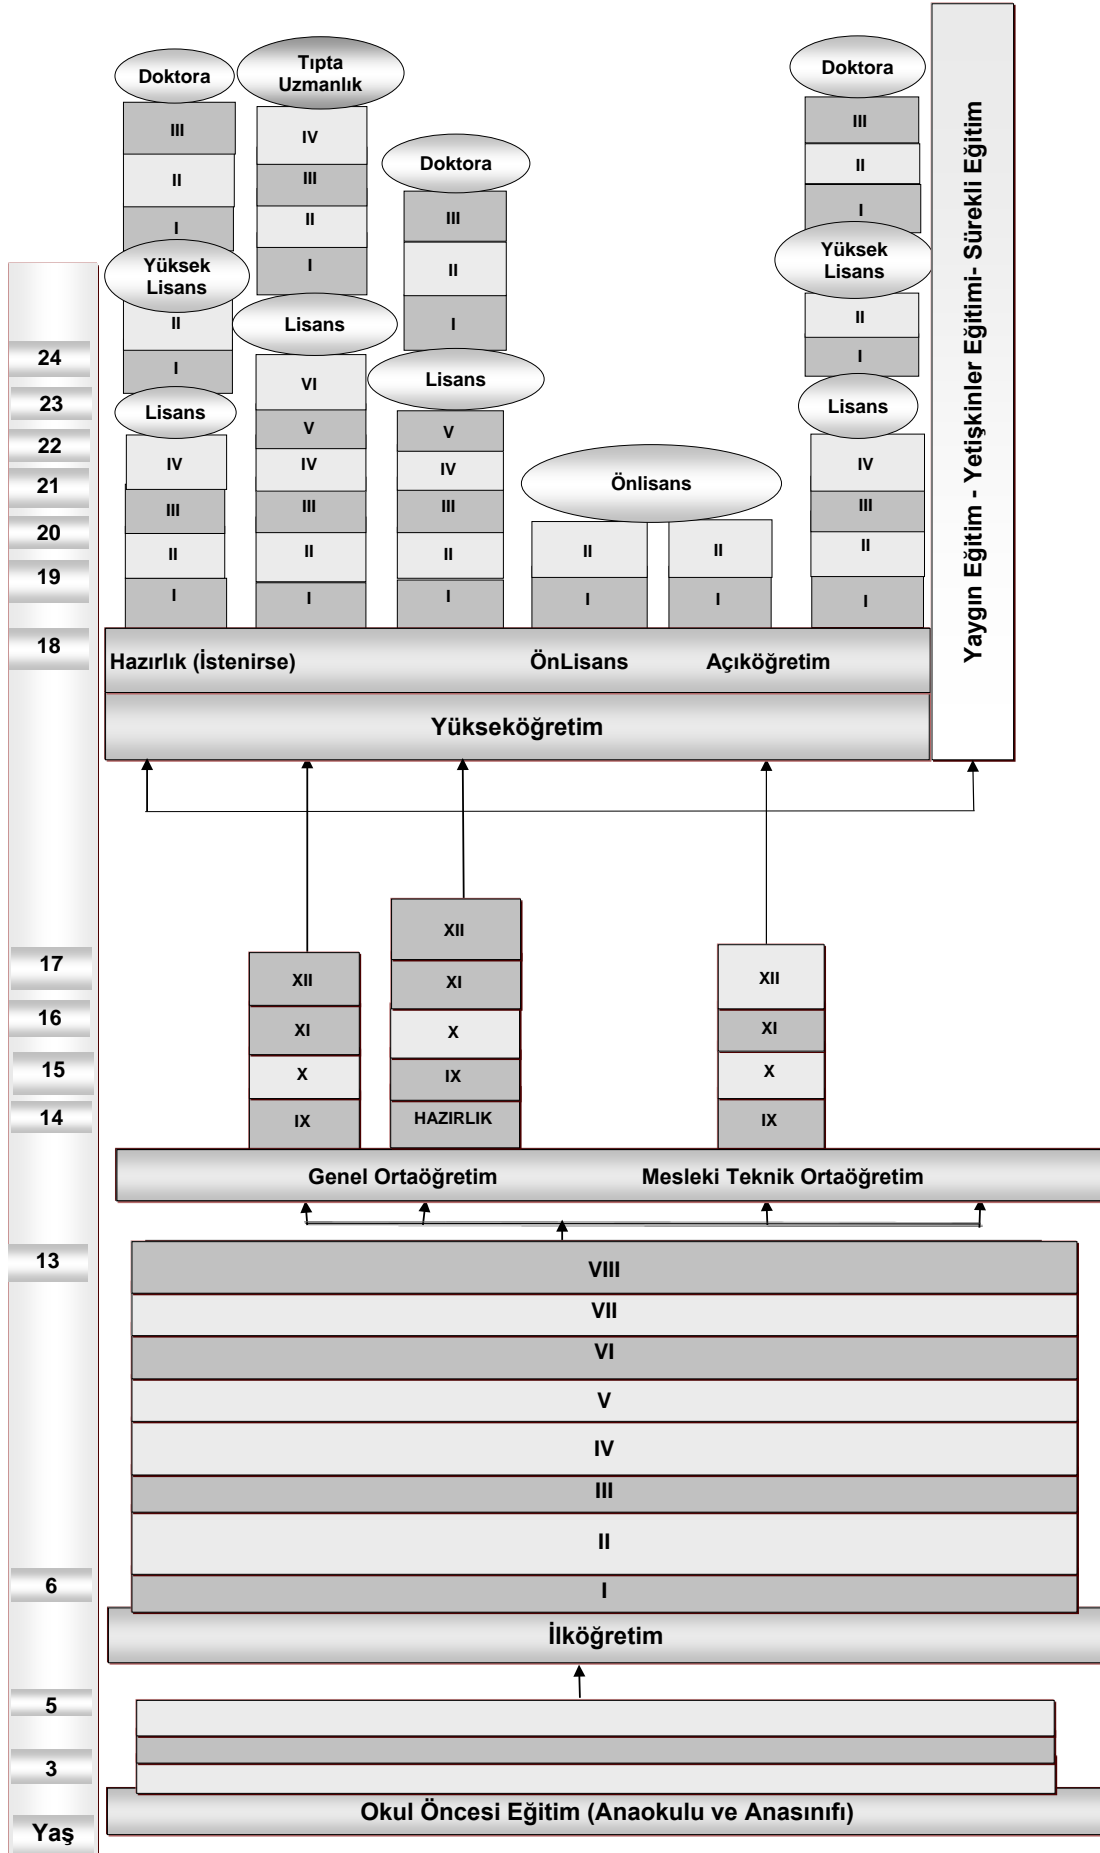 Doktora
Tıpta
Uzmanlık
Doktora
III
II
I
IV
III
II
I
Doktora
III
II
I
III
II
I
Yüksek
Lisans
II
I
Lisans
VI
V
IV
III
II
I
Lisans
V
IV
III
II
I
Yüksek
Lisans
II
I
Lisans
IV
III
II
I
Lisans
IV
III
II
I
Önlisans
II
I
II
I
Yaygın Eğitim - Yetişkinler Eğitimi- Sürekli Eğitim
24
23
22
21
20
19
18
Hazırlık (İstenirse) ÖnLisans Açıköğretim
Yükseköğretim
17
16
15
14
XII
XI
X
IX
XII
XI
X
IX
HAZIRLIK
XII
XI
X
IX
Genel Ortaöğretim Mesleki Teknik Ortaöğretim
13
VIII
VII
VI
V
IV
III
II
6
I
İlköğretim
5
3
Okul Öncesi Eğitim (Anaokulu ve Anasınıfı)
Yaş